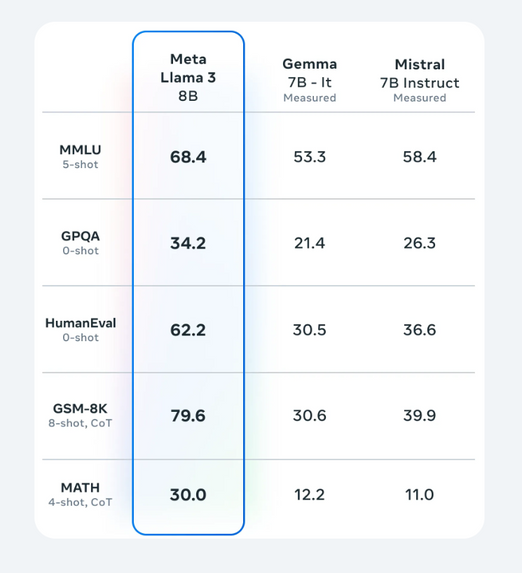 Meta
Llama 3
8B
Gemma
7B - It
Measured
Mistral
7B Instruct
Measured
MMLU
5-shot
68.4
53.3
58.4
GPQA
0-shot
34.2
21.4
26.3
HumanEval
0-shot
62.2
30.5
36.6
GSM-8K
8-shot, CoT
79.6
30.6
39.9
MATH
4-shot, CoT
30.0
12.2
11.0